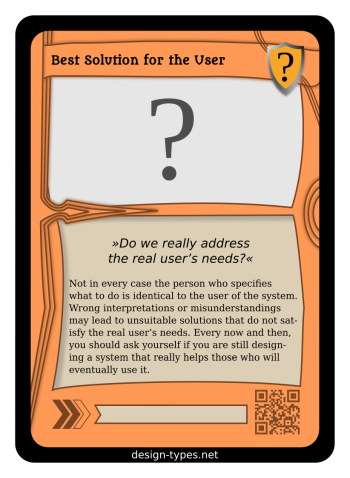 Best Solution for the User
?
?
»Do we really address
the real user's needs?«
Not in every case the person who specifies
what to do is identical to the user of the system.
Wrong interpretations or misunderstandings
may lead to unsuitable solutions that do not sat-
isfy the real user's needs. Every now and then,
you should ask yourself if you are still design-
ing a system that really helps those who will
eventually use it.
design-types.net